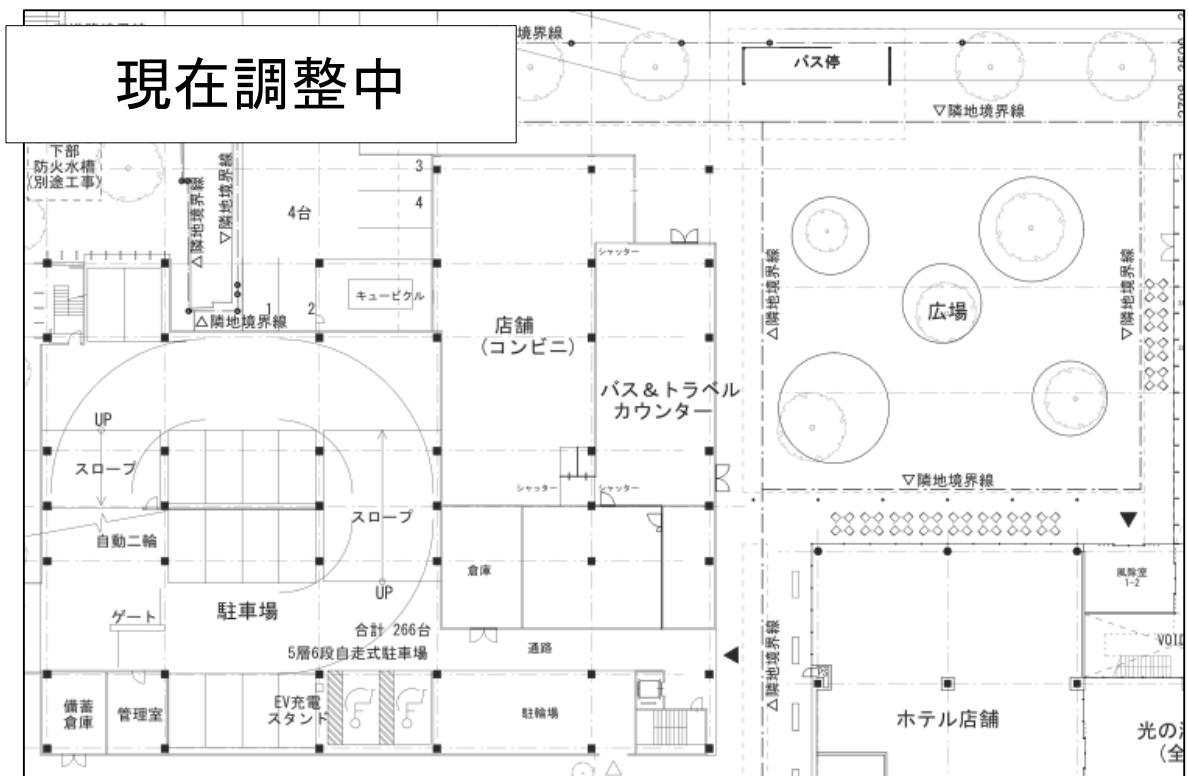 現在調整中
境界線
バス停
▽隣地境界線
下部
防火水槽
(別途工事)
△隣地境界線
▽隣地境界線
3
4
4台
シャッター
キュービクル
1
2
△隣地境界線
店舗
(コンビニ)
バス＆トラベル
カウンター
△隣地境界線
広場
▽隣地境界線
UP
スロープ
シャッター
シャッター
▽隣地境界線
スロープ
自動二輪
倉庫
風除室
1-2
UP
ゲート
駐車場
合計 266台
5層6段自走式駐車場
通路
△隣地境界線
VOID
備蓄
倉庫
管理室
EV充電
スタンド
駐輪場
ホテル店舗
光の
(全